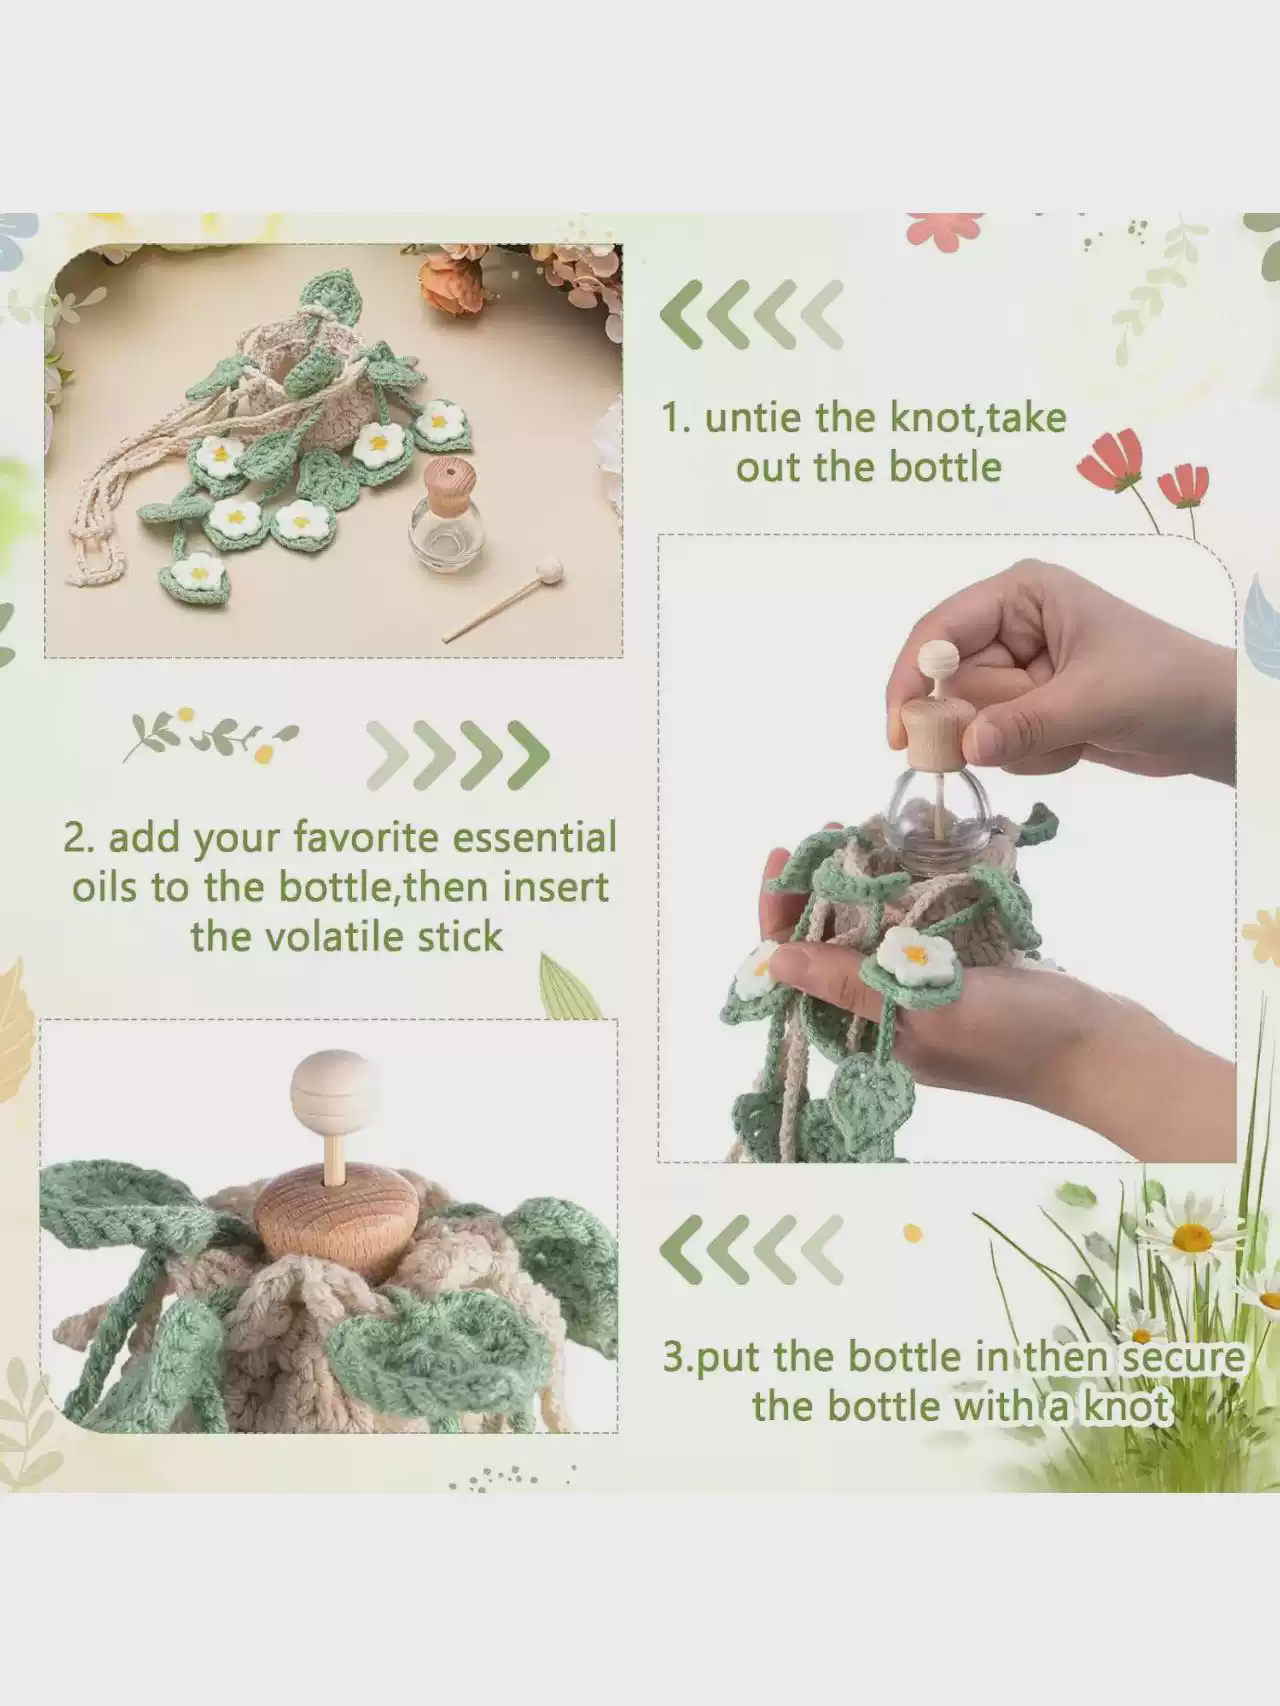 1. untie the knot,take
out the bottle
2. add your favorite essential
oils to the bottle,then insert
the volatile stick
3.put the bottle in then secure
the bottle with a knot